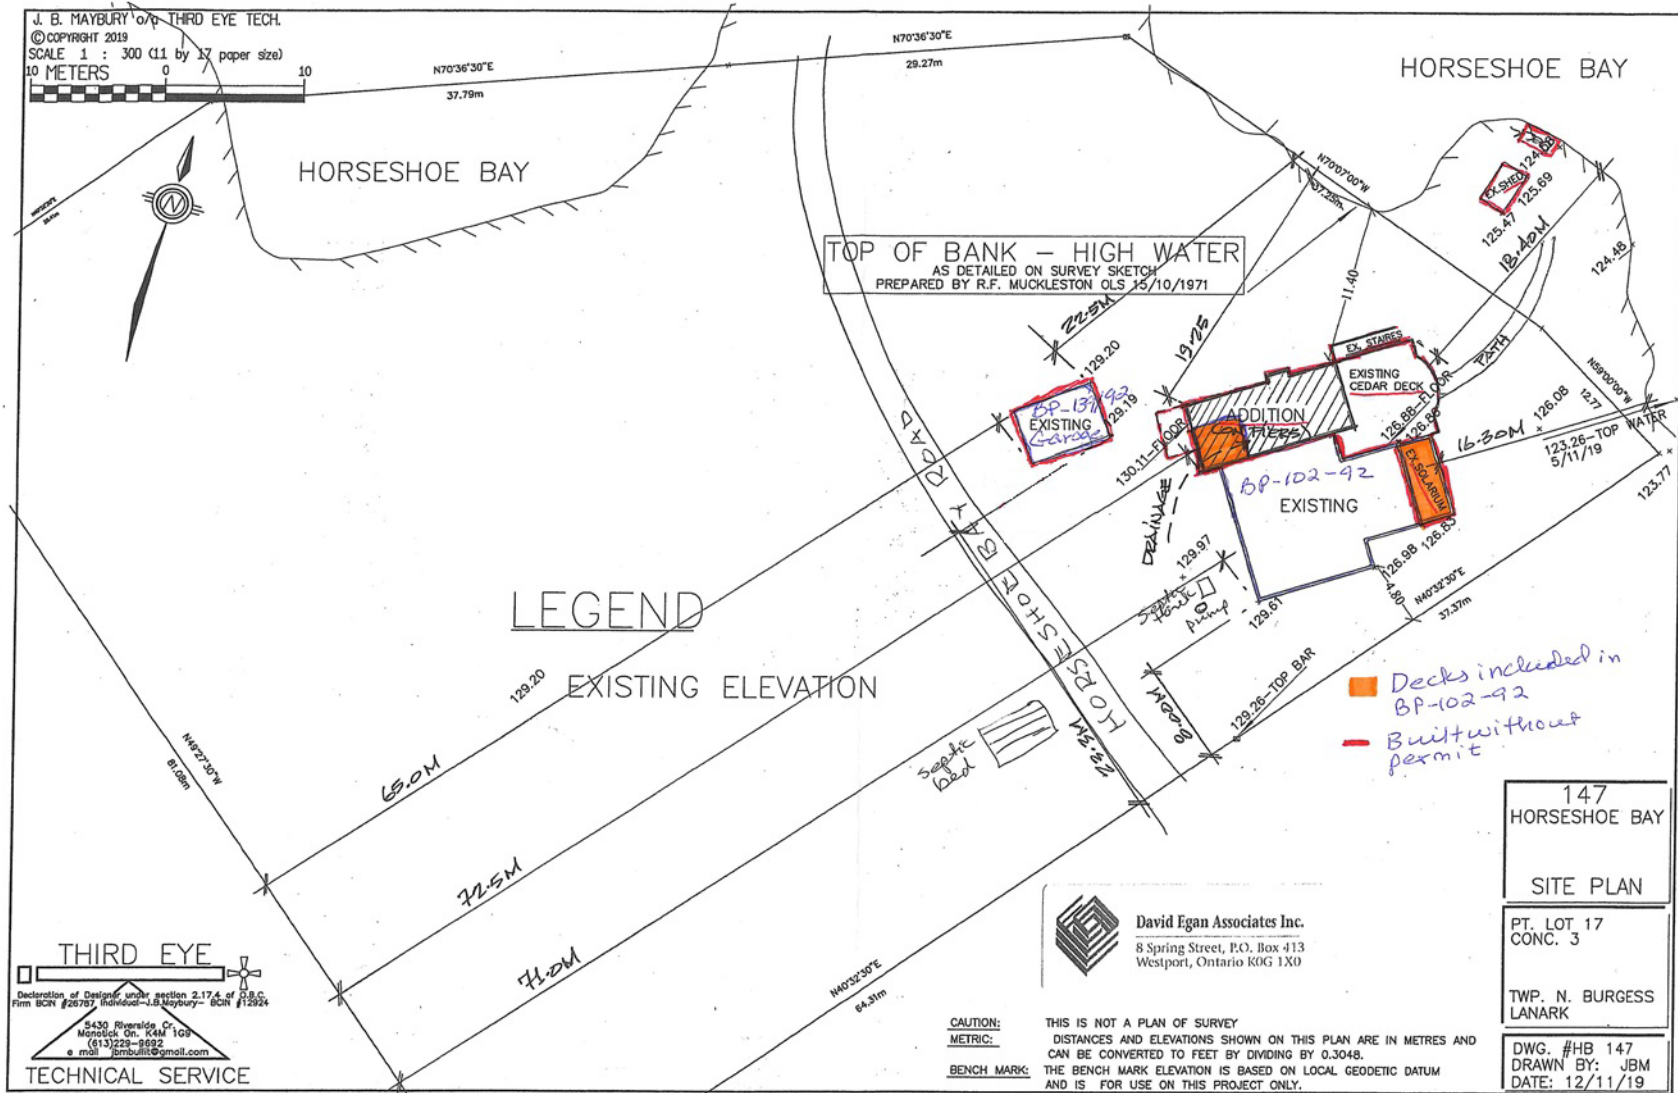 J. B. MAYBURY o/a THIRD EYE TECH.
© COPYRIGHT 2019
SCALE 1 : 300 (11 by 17 paper size)
10 METERS 0 10
N70°36'30"E
37.79m
N70°36'30"E
29.27m
HORSESHOE BAY
HORSESHOE BAY
N
TOP OF BANK – HIGH WATER
AS DETAILED ON SURVEY SKETCH
PREPARED BY R.F. MUCKLESTON OLS 15/10/1971
N70°07'00"W
37.25m
EX.SHED
125.69
125.47
18.40M
124.48
11.40
22.5M
19.25
129.20
129.19
BP-139/92
EXISTING
Garage
EX. STAIRES
EXISTING
CEDAR DECK
PATH
ADDITION
(ON PIERS)
130.11-FLOOR
126.88-FLOOR
126.86
N59°00'00"W
12.77
126.08
16.30M
123.26-TOP WATER
5/11/19
123.77
EX.SOLARIUM
BP-102-92
EXISTING
DRAINAGE
126.83
126.98
4.80
N40°32'30"E
37.37m
129.97
Septic
tank
pump
129.61
HORSESHOE BAY ROAD
LEGEND
129.20
EXISTING ELEVATION
8.00M
129.26-TOP BAR
23.3M
septic
bed
Decks included in
BP-102-92
Built without
permit
N49°27'30"W
81.08m
65.0M
72.5M
71.0M
N40°32'30"E
64.31m
147
HORSESHOE BAY
SITE PLAN
PT. LOT 17
CONC. 3
TWP. N. BURGESS
LANARK
DWG. #HB 147
DRAWN BY: JBM
DATE: 12/11/19
David Egan Associates Inc.
8 Spring Street, P.O. Box 413
Westport, Ontario K0G 1X0
THIRD EYE
Declaration of Designer under section 2.17.4 of O.B.C.
Firm BCIN #26787 Individual-J.B.Maybury- BCIN #12924
5430 Riverside Cr.
Manotick On. K4M 1G9
(613)229-9692
e mail jbmbullit@gmail.com
TECHNICAL SERVICE
CAUTION: THIS IS NOT A PLAN OF SURVEY
METRIC: DISTANCES AND ELEVATIONS SHOWN ON THIS PLAN ARE IN METRES AND
CAN BE CONVERTED TO FEET BY DIVIDING BY 0.3048.
BENCH MARK: THE BENCH MARK ELEVATION IS BASED ON LOCAL GEODETIC DATUM
AND IS FOR USE ON THIS PROJECT ONLY.